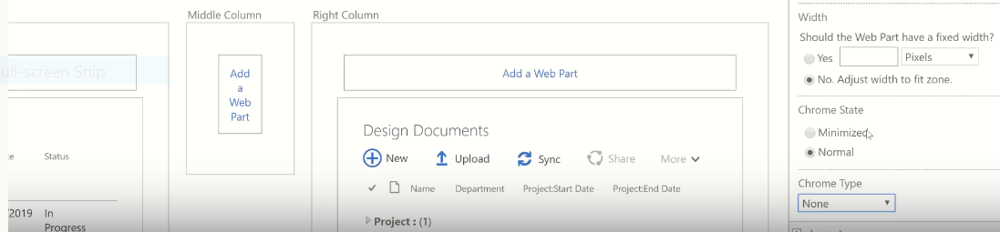 Middle Column
Right Column
ull-screen Snip
Add
a
Web
Part
Add a Web Part
Design Documents
New Upload Sync Share More
Name Department Project:Start Date Project:End Date
Project : (1)
Status
/2019 In
Progress
Width
Should the Web Part have a fixed width?
Yes Pixels
No. Adjust width to fit zone.
Chrome State
Minimized
Normal
Chrome Type
None